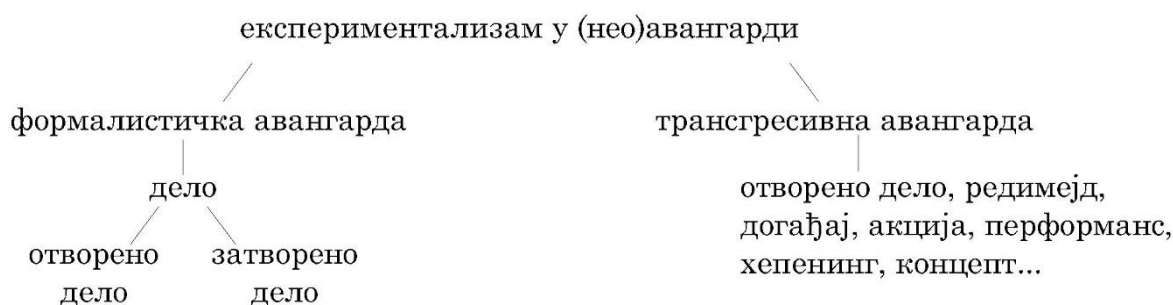 експериментализам у (нео)авангарди
формалистичка авангарда
трансгресивна авангарда
дело
отворено дело, редимејд,
догађај, акција, перформанс,
хепенинг, концепт...
отворено
дело
затворено
дело